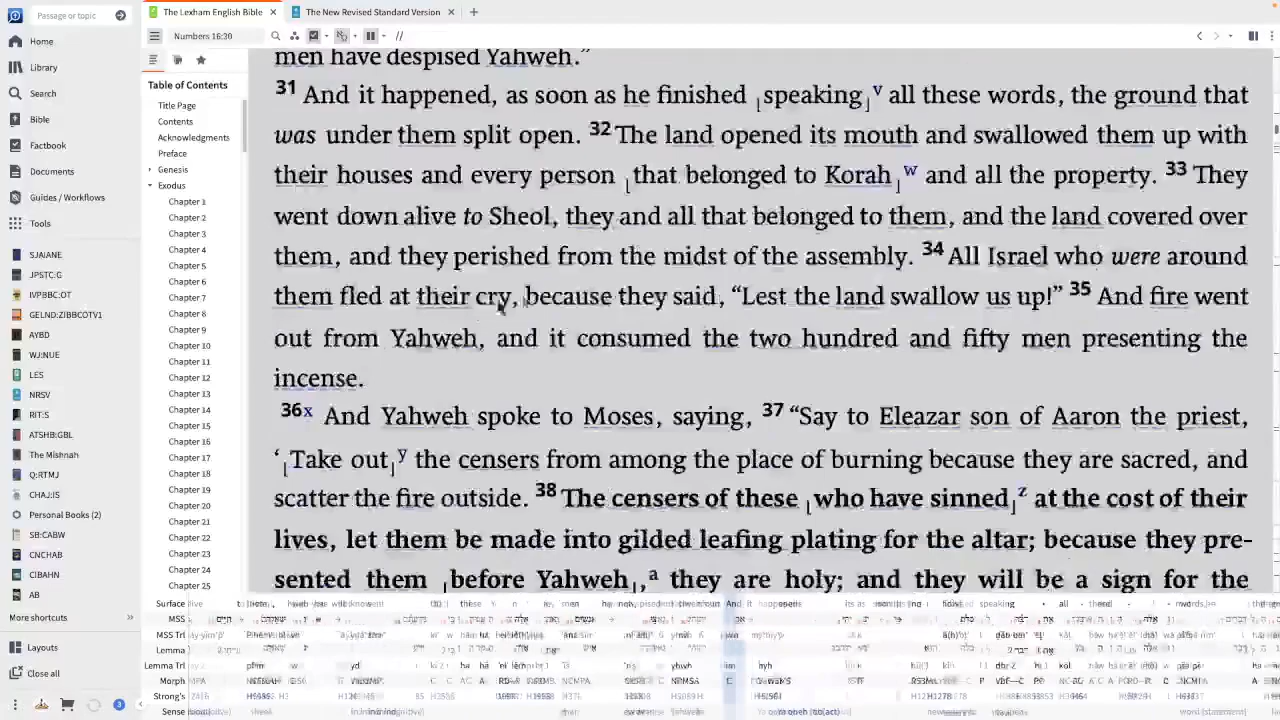 Passage or topic
The Lexham English Bible
The New Revised Standard Version
Home
Numbers 16:30
Library
Search
Bible
Factbook
Documents
Guides / Workflows
Tools
SJAIANE
JPSTC:G
IVPBBC:OT
GELND:ZIBBCOTV1
AYBD
WJ:NUE
LES
NRSV
RIT:S
ATSHB:GBL
The Mishnah
Q:RTMJ
CHAJ:IS
Personal Books (2)
SB:CABW
CNCHAB
CIBAHN
AB
More shortcuts
Layouts
Close all
3
Table of Contents
Title Page
Contents
Acknowledgments
Preface
Genesis
Exodus
Chapter 1
Chapter 2
Chapter 3
Chapter 4
Chapter 5
Chapter 6
Chapter 7
Chapter 8
Chapter 9
Chapter 10
Chapter 11
Chapter 12
Chapter 13
Chapter 14
Chapter 15
Chapter 16
Chapter 17
Chapter 18
Chapter 19
Chapter 20
Chapter 21
Chapter 22
Chapter 23
Chapter 24
Chapter 25
men have despised Yahweh.”
31 And it happened, as soon as he finished ⌊speaking⌋v all these words, the ground that
was under them split open. 32 The land opened its mouth and swallowed them up with
their houses and every person ⌊that belonged to Korah⌋w and all the property. 33 They
went down alive to Sheol, they and all that belonged to them, and the land covered over
them, and they perished from the midst of the assembly. 34 All Israel who were around
them fled at their cry, because they said, “Lest the land swallow us up!” 35 And fire went
out from Yahweh, and it consumed the two hundred and fifty men presenting the
incense.
36x And Yahweh spoke to Moses, saying, 37 “Say to Eleazar son of Aaron the priest,
‘⌊Take out⌋y the censers from among the place of burning because they are sacred, and
scatter the fire outside. 38 The censers of these ⌊who have sinned⌋z at the cost of their
lives, let them be made into gilded leafing plating for the altar; because they pre-
sented them ⌊before Yahweh⌋,a they are holy; and they will be a sign for the
Surface
MSS
MSS Trl
Lemma
Lemma Trl
Morph
Strong's
Sense